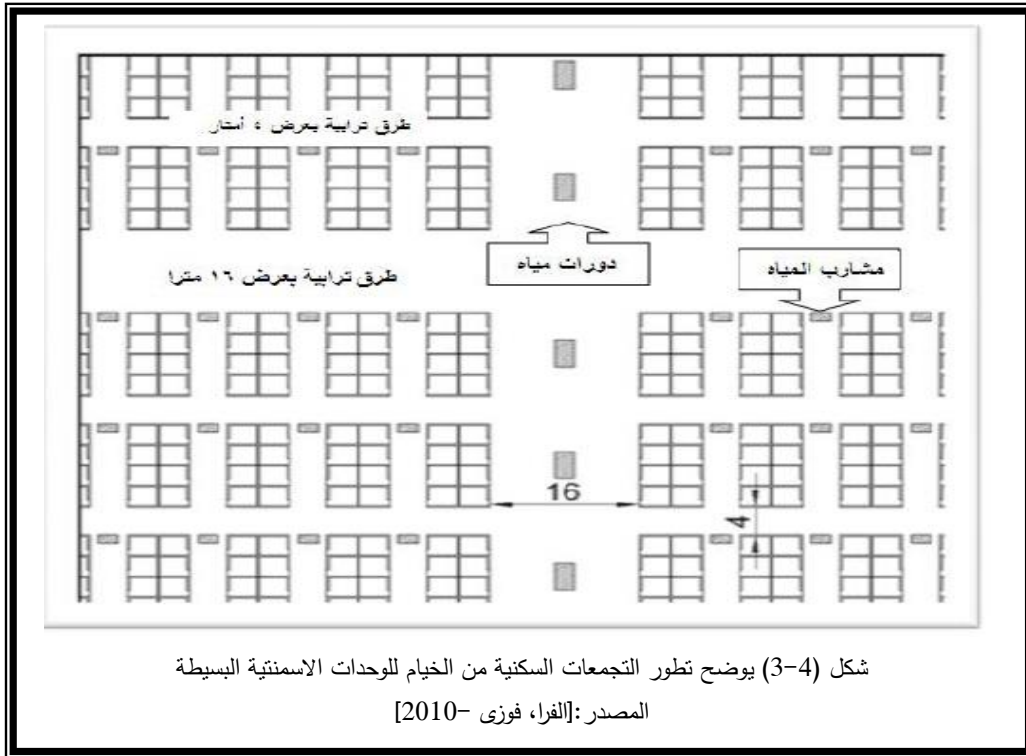 طرق ترابية بعرض ٤ أمتار
دورات مياه
مشارب المياه
طرق ترابية بعرض ١٦ مترا
16
4
شكل (4-3) يوضح تطور التجمعات السكنية من الخيام للوحدات الاسمنتية البسيطة
المصدر:[الفرا، فوزى -2010]